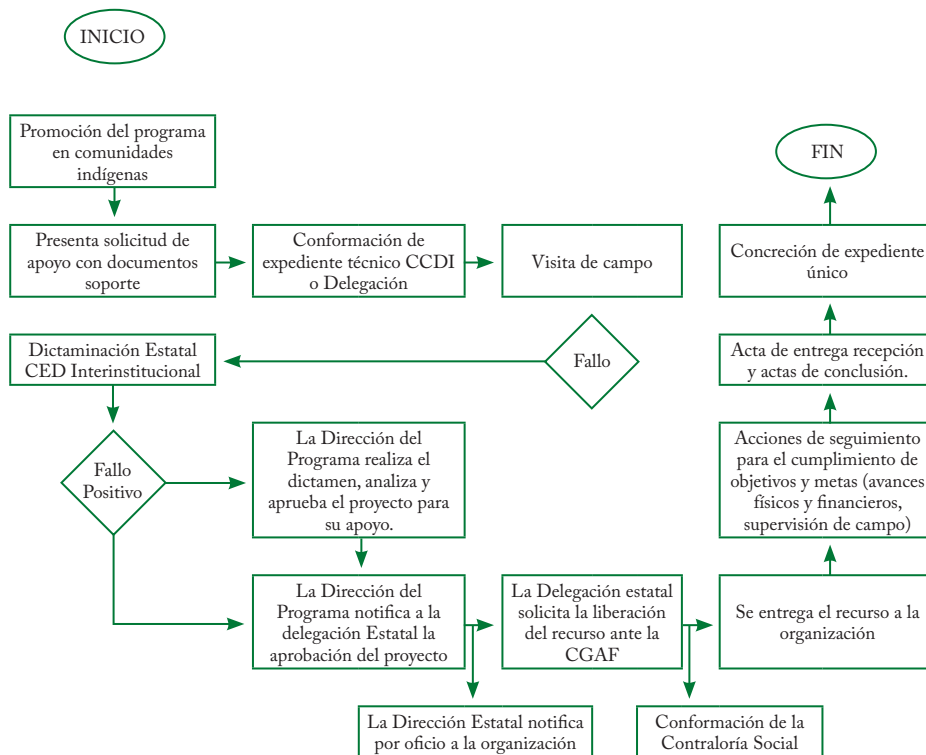 INICIO
Promoción del programa
en comunidades
indígenas
Presenta solicitud de
apoyo con documentos
soporte
Conformación de
expediente técnico CCDI
o Delegación
Visita de campo
Fallo
Dictaminación Estatal
CED Interinstitucional
Fallo
Positivo
La Dirección del
Programa realiza el
dictamen, analiza y
aprueba el proyecto para
su apoyo.
La Dirección del
Programa notifica a la
delegación Estatal la
aprobación del proyecto
La Dirección Estatal notifica
por oficio a la organización
La Delegación estatal
solicita la liberación
del recurso ante la
CGAF
Conformación de la
Contraloría Social
Se entrega el recurso a la
organización
Acciones de seguimiento
para el cumplimiento de
objetivos y metas (avances
físicos y financieros,
supervisión de campo)
Acta de entrega recepción
y actas de conclusión.
Concreción de expediente
único
FIN